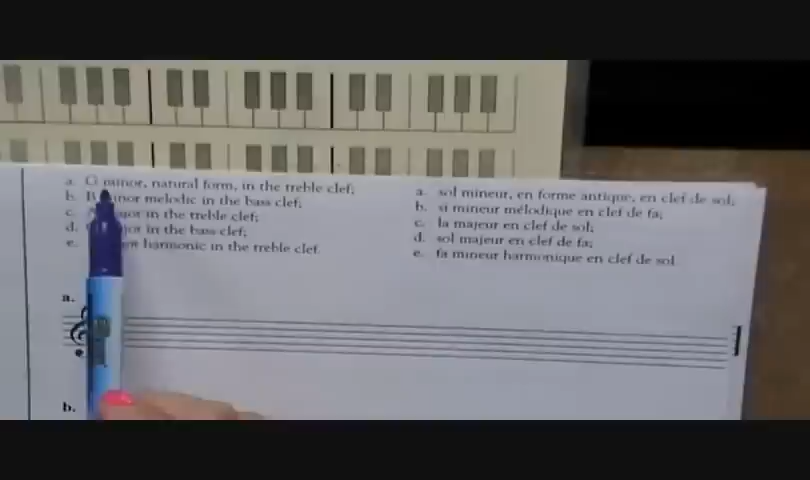 a. G minor, natural form, in the treble clef;
b. B minor melodic in the bass clef;
c. in the treble clef;
d. in the bass clef;
e. harmonic in the treble clef.
a. sol mineur, en forme antique, en clef de sol;
b. si mineur mélodique en clef de fa;
c. la majeur en clef de sol;
d. sol majeur en clef de fa;
e. fa mineur harmonique en clef de sol
a.
b.